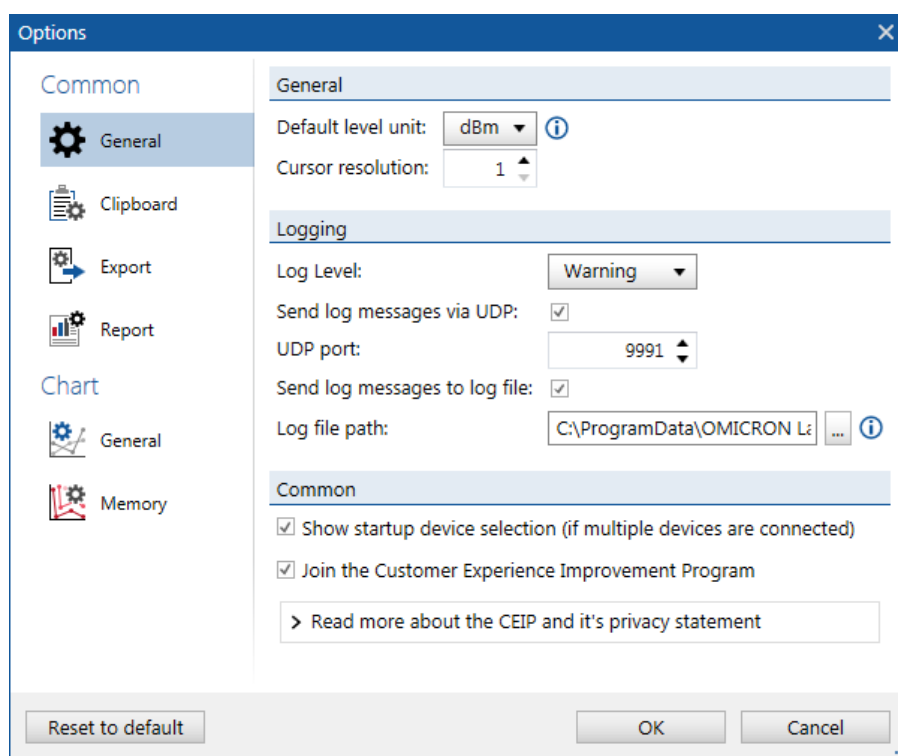 Options
Common
General
Clipboard
Export
Report
Chart
General
Memory
General
Default level unit: dBm
Cursor resolution: 1
Logging
Log Level: Warning
Send log messages via UDP:
UDP port: 9991
Send log messages to log file:
Log file path: C:\ProgramData\OMICRON La ...
Common
Show startup device selection (if multiple devices are connected)
Join the Customer Experience Improvement Program
Read more about the CEIP and it's privacy statement
Reset to default OK Cancel